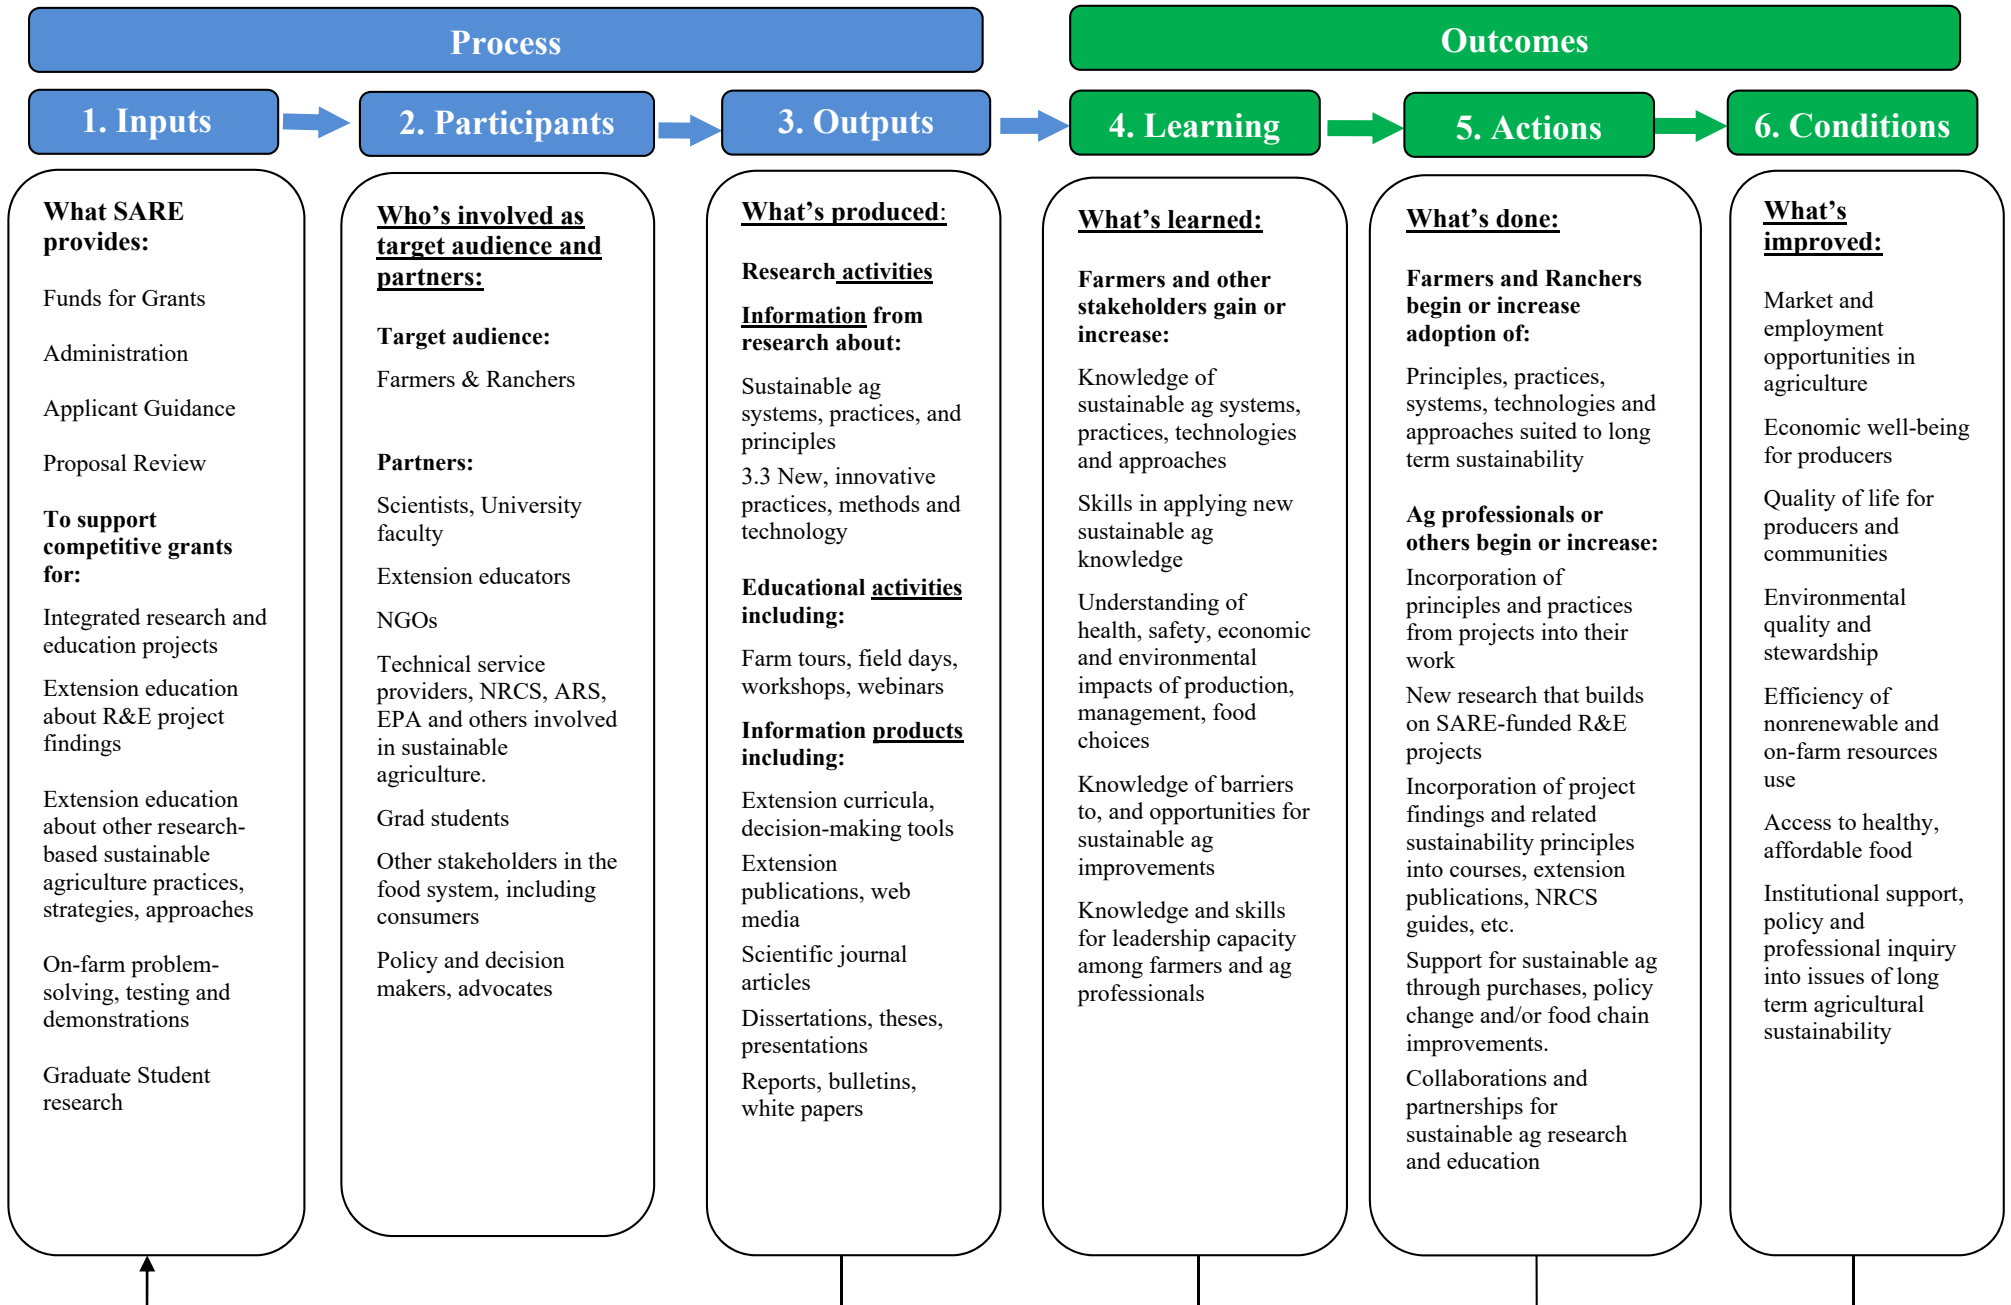 Process
Outcomes
1. Inputs
2. Participants
3. Outputs
4. Learning
5. Actions
6. Conditions
What SARE
provides:
Funds for Grants
Administration
Applicant Guidance
Proposal Review
To support
competitive grants
for:
Integrated research and
education projects
Extension education
about R&E project
findings
Extension education
about other research-
based sustainable
agriculture practices,
strategies, approaches
On-farm problem-
solving, testing and
demonstrations
Graduate Student
research
Who’s involved as
target audience and
partners:
Target audience:
Farmers & Ranchers
Partners:
Scientists, University
faculty
Extension educators
NGOs
Technical service
providers, NRCS, ARS,
EPA and others involved
in sustainable
agriculture.
Grad students
Other stakeholders in the
food system, including
consumers
Policy and decision
makers, advocates
What’s produced:
Research activities
Information from
research about:
Sustainable ag
systems, practices, and
principles
3.3 New, innovative
practices, methods and
technology
Educational activities
including:
Farm tours, field days,
workshops, webinars
Information products
including:
Extension curricula,
decision-making tools
Extension
publications, web
media
Scientific journal
articles
Dissertations, theses,
presentations
Reports, bulletins,
white papers
What’s learned:
Farmers and other
stakeholders gain or
increase:
Knowledge of
sustainable ag systems,
practices, technologies
and approaches
Skills in applying new
sustainable ag
knowledge
Understanding of
health, safety, economic
and environmental
impacts of production,
management, food
choices
Knowledge of barriers
to, and opportunities for
sustainable ag
improvements
Knowledge and skills
for leadership capacity
among farmers and ag
professionals
What’s done:
Farmers and Ranchers
begin or increase
adoption of:
Principles, practices,
systems, technologies and
approaches suited to long
term sustainability
Ag professionals or
others begin or increase:
Incorporation of
principles and practices
from projects into their
work
New research that builds
on SARE-funded R&E
projects
Incorporation of project
findings and related
sustainability principles
into courses, extension
publications, NRCS
guides, etc.
Support for sustainable ag
through purchases, policy
change and/or food chain
improvements.
Collaborations and
partnerships for
sustainable ag research
and education
What’s
improved:
Market and
employment
opportunities in
agriculture
Economic well-being
for producers
Quality of life for
producers and
communities
Environmental
quality and
stewardship
Efficiency of
nonrenewable and
on-farm resources
use
Access to healthy,
affordable food
Institutional support,
policy and
professional inquiry
into issues of long
term agricultural
sustainability